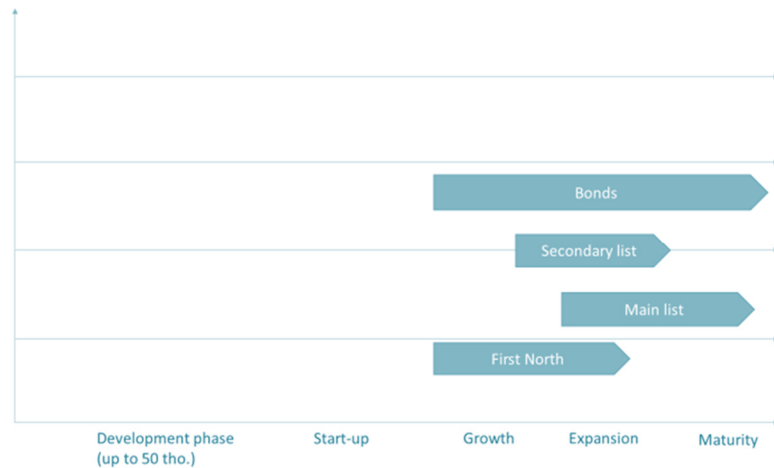 Bonds
Secondary list
Main list
First North
Development phase
(up to 50 tho.)
Start-up
Growth
Expansion
Maturity